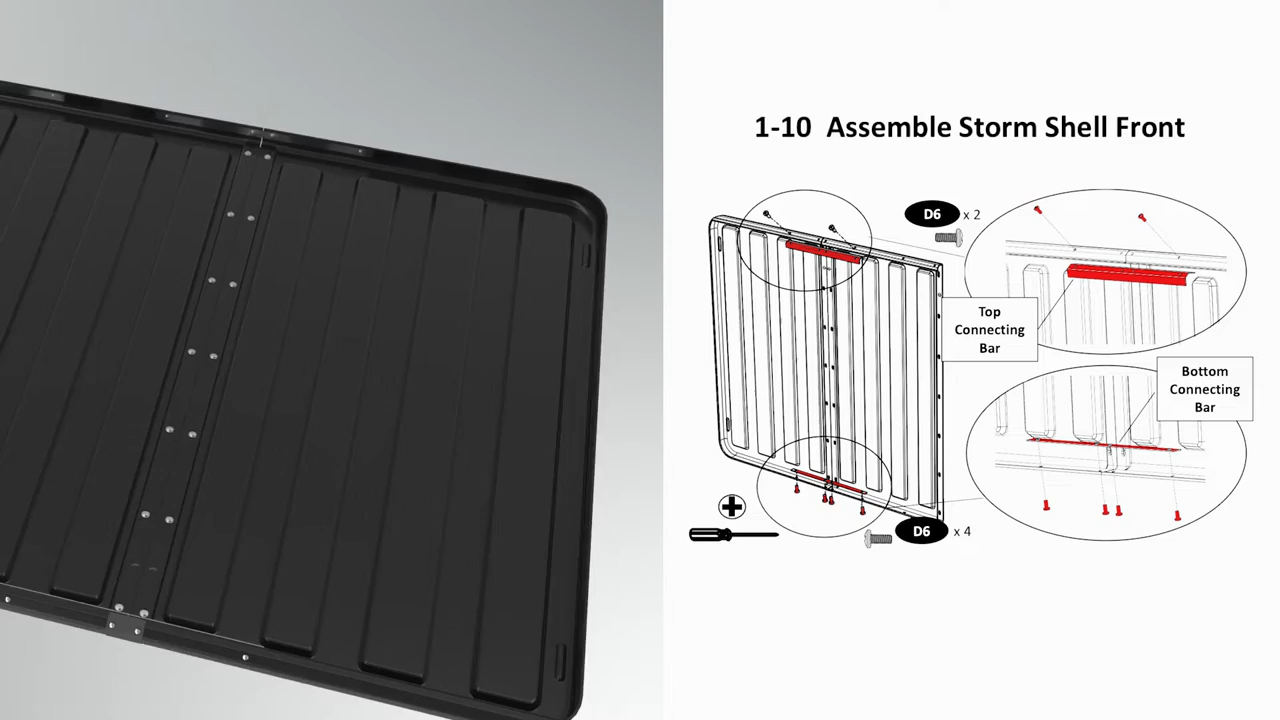 1-10 Assemble Storm Shell Front
D6 x 2
Top
Connecting
Bar
Bottom
Connecting
Bar
D6 x 4